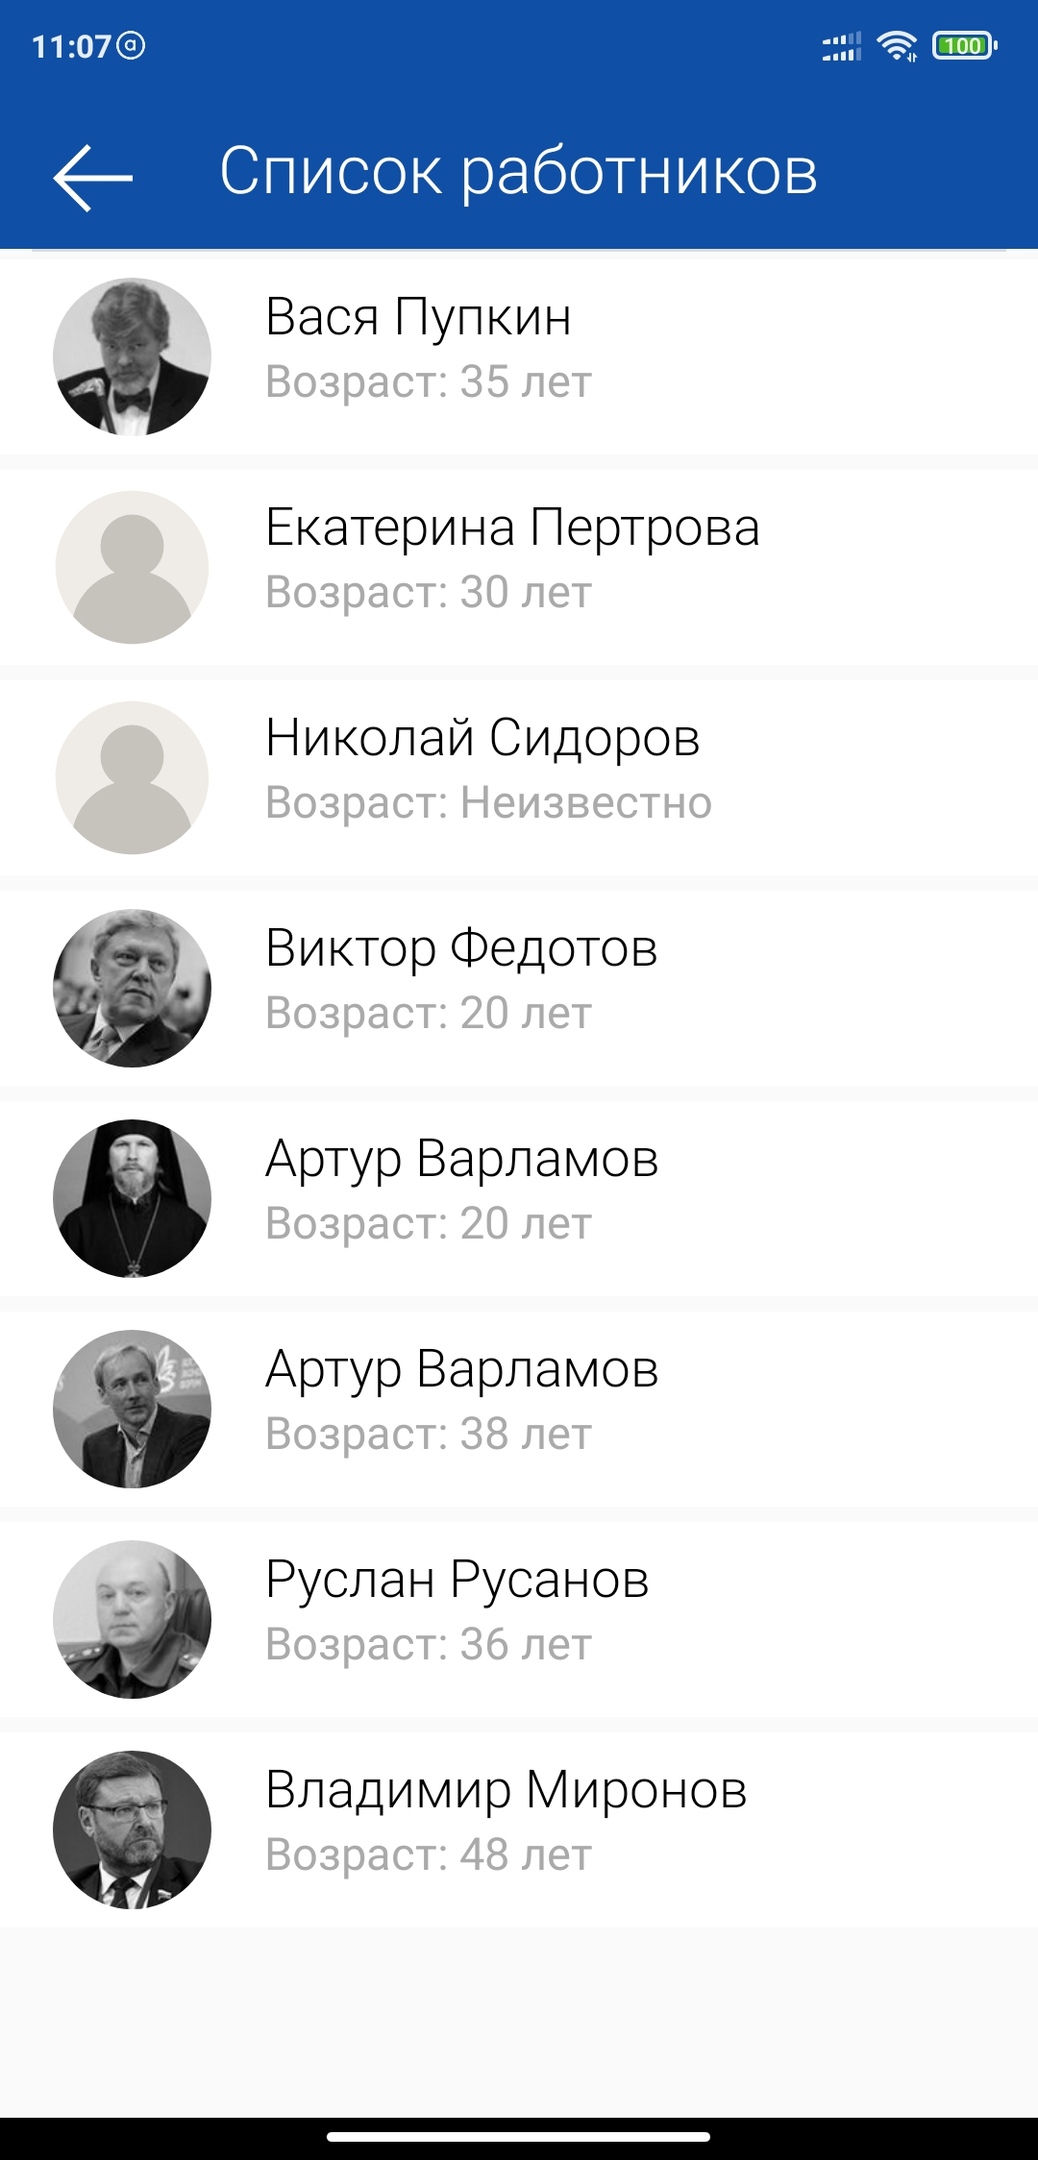 11:07
100
Список работников
Вася Пупкин
Возраст: 35 лет
Екатерина Пертрова
Возраст: 30 лет
Николай Сидоров
Возраст: Неизвестно
Виктор Федотов
Возраст: 20 лет
Артур Варламов
Возраст: 20 лет
Артур Варламов
Возраст: 38 лет
Руслан Русанов
Возраст: 36 лет
Владимир Миронов
Возраст: 48 лет